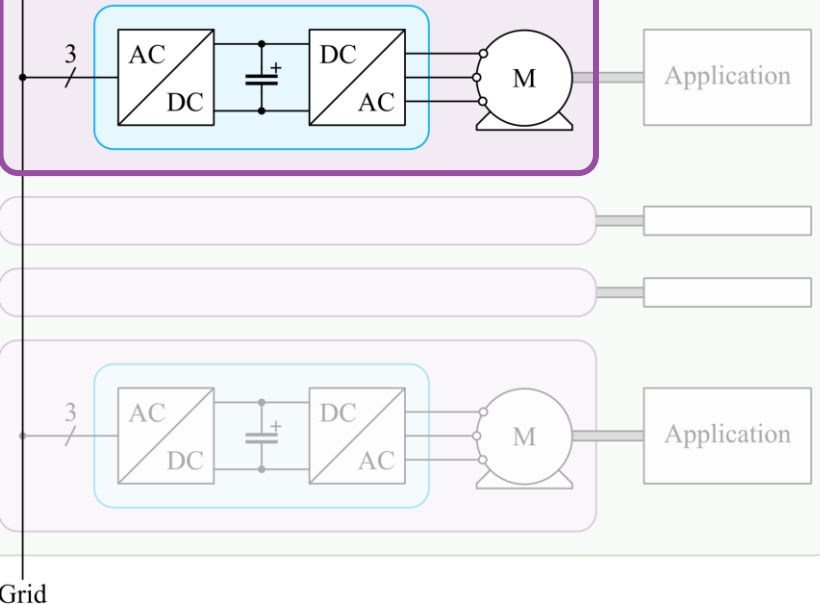 3
AC
DC
+
DC
AC
M
Application
3
AC
DC
+
DC
AC
M
Application
Grid